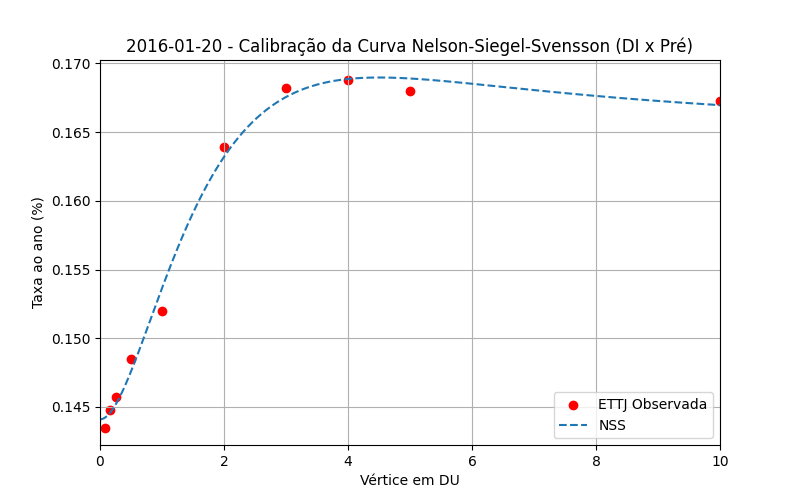 2016-01-20 - Calibração da Curva Nelson-Siegel-Svensson (DI x Pré)
Taxa ao ano (%)
0.170
0.165
0.160
0.155
0.150
0.145
0 2 4 6 8 10
Vértice em DU
ETTJ Observada
NSS